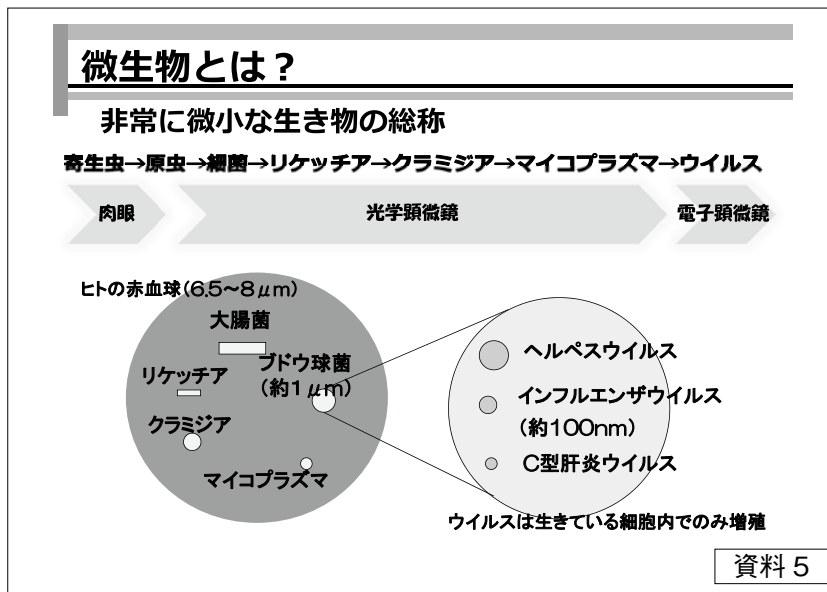 微生物とは？
非常に微小な生き物の総称
寄生虫→原虫→細菌→リケッチア→クラミジア→マイコプラズマ→ウイルス
肉眼
光学顕微鏡
電子顕微鏡
ヒトの赤血球(6.5~8μm)
大腸菌
リケッチア
ブドウ球菌
(約1μm)
クラミジア
マイコプラズマ
ヘルペスウイルス
インフルエンザウイルス
(約100nm)
C型肝炎ウイルス
ウイルスは生きている細胞内でのみ増殖
資料5